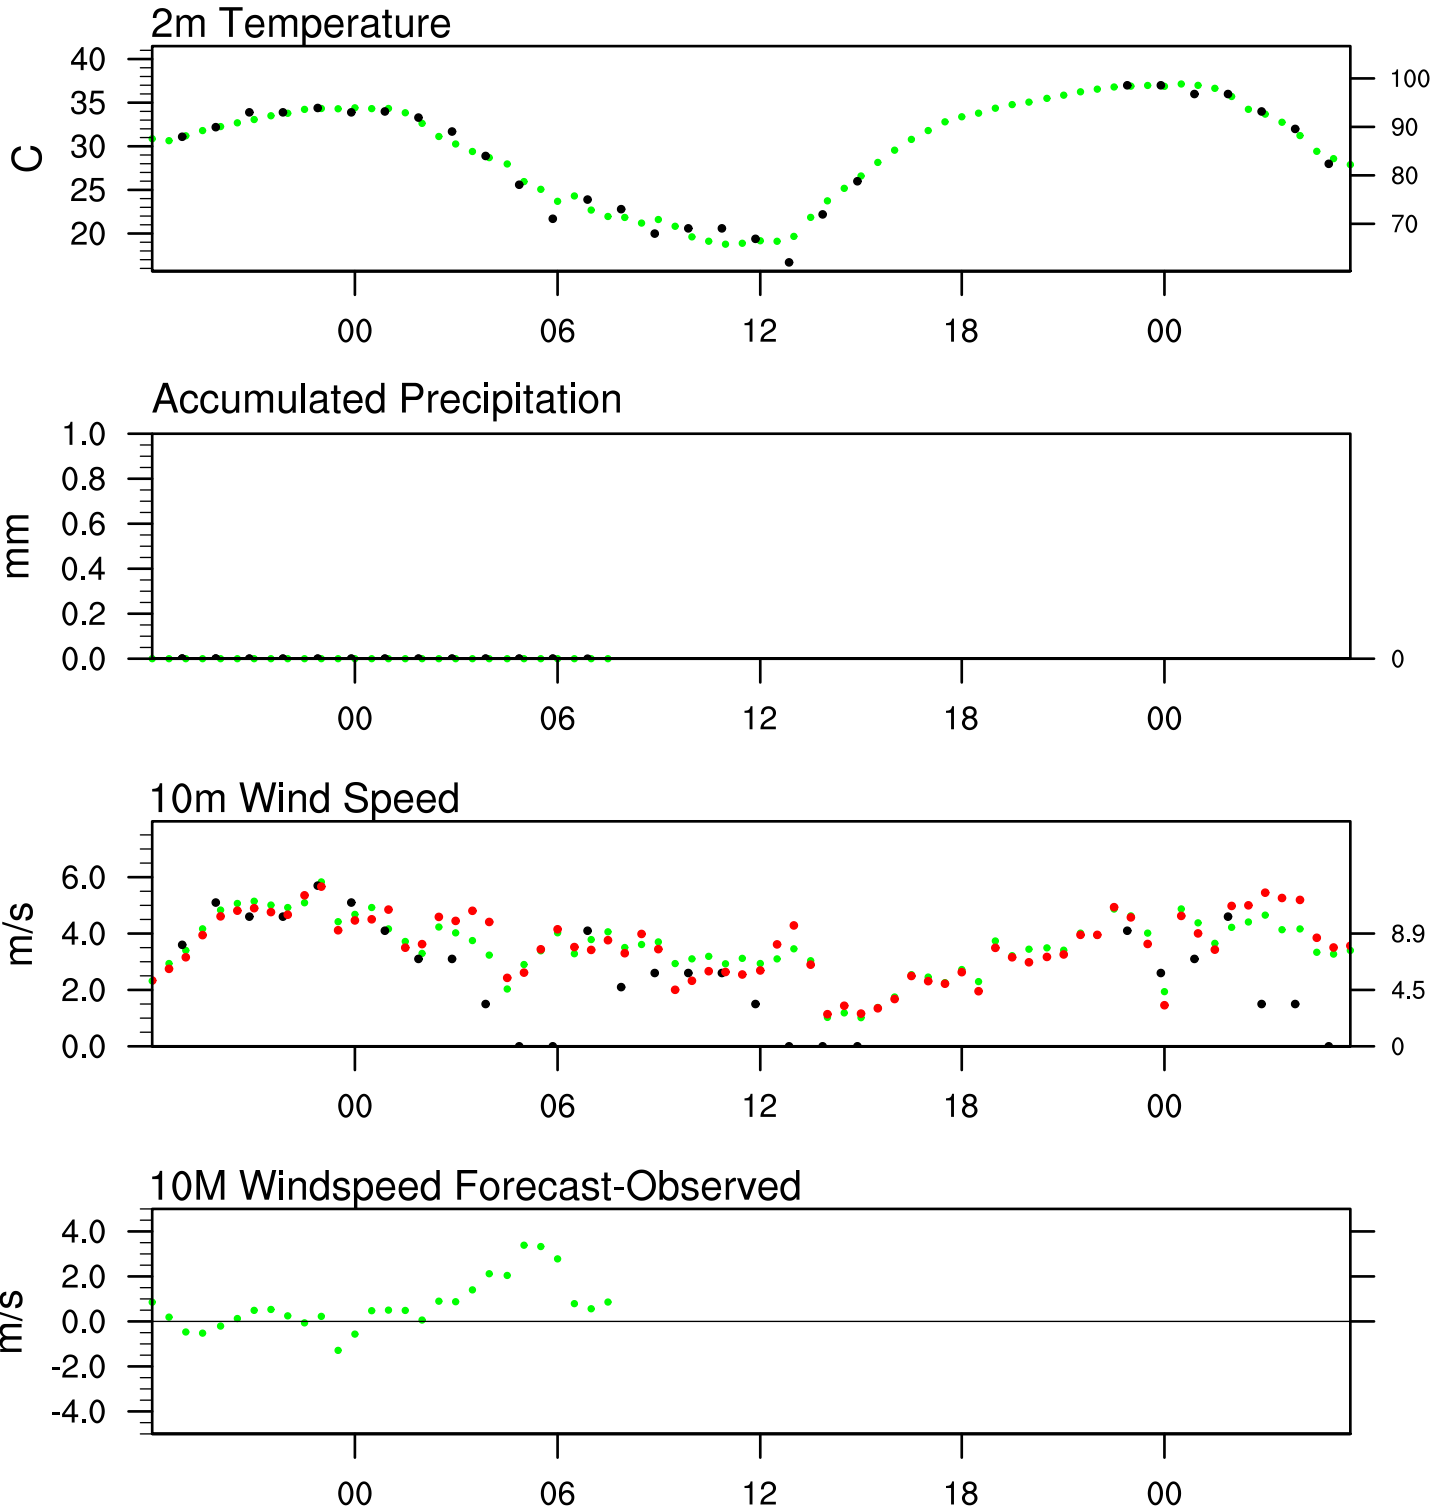 2m Temperature
40
35
30
25
20
C
100
90
80
70
00 06 12 18 00
Accumulated Precipitation
1.0
0.8
0.6
0.4
0.2
0.0
mm
0
00 06 12 18 00
10m Wind Speed
6.0
4.0
2.0
0.0
m/s
8.9
4.5
0
00 06 12 18 00
10M Windspeed Forecast-Observed
4.0
2.0
0.0
-2.0
-4.0
m/s
00 06 12 18 00